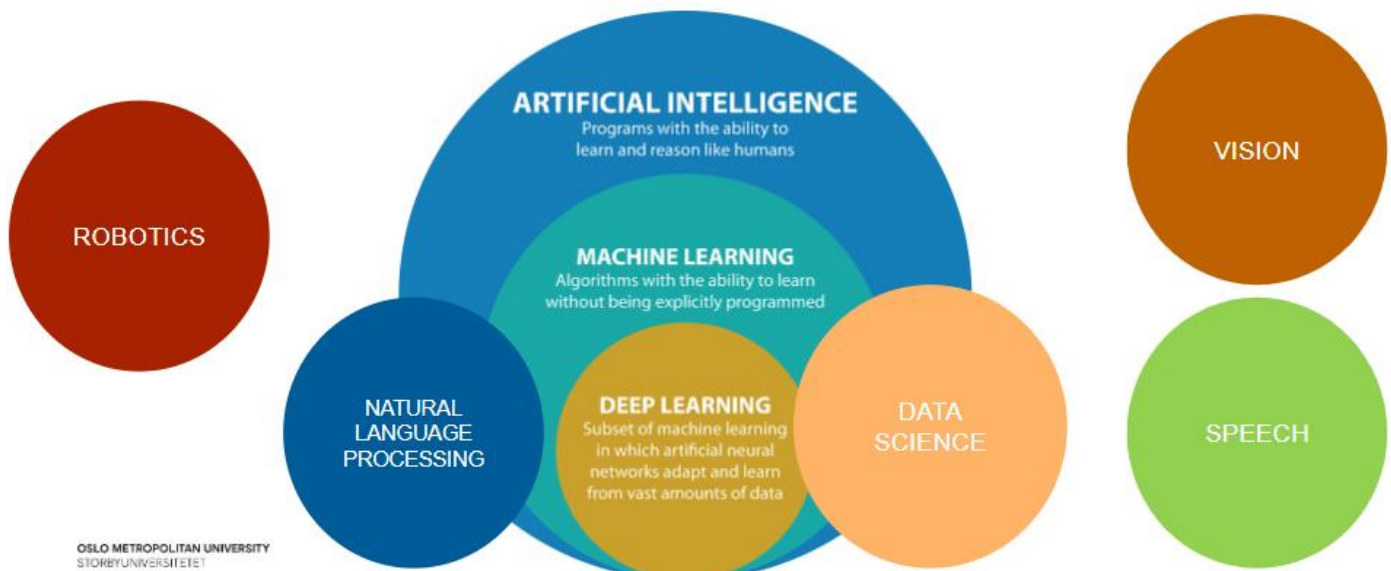 ARTIFICIAL INTELLIGENCE
Programs with the ability to
learn and reason like humans
VISION
ROBOTICS
MACHINE LEARNING
Algorithms with the ability to learn
without being explicitly programmed
NATURAL
LANGUAGE
PROCESSING
DEEP LEARNING
Subset of machine learning
in which artificial neural
networks adapt and learn
from vast amounts of data
DATA
SCIENCE
SPEECH
OSLO METROPOLITAN UNIVERSITY
STORBYUNIVERSITETET